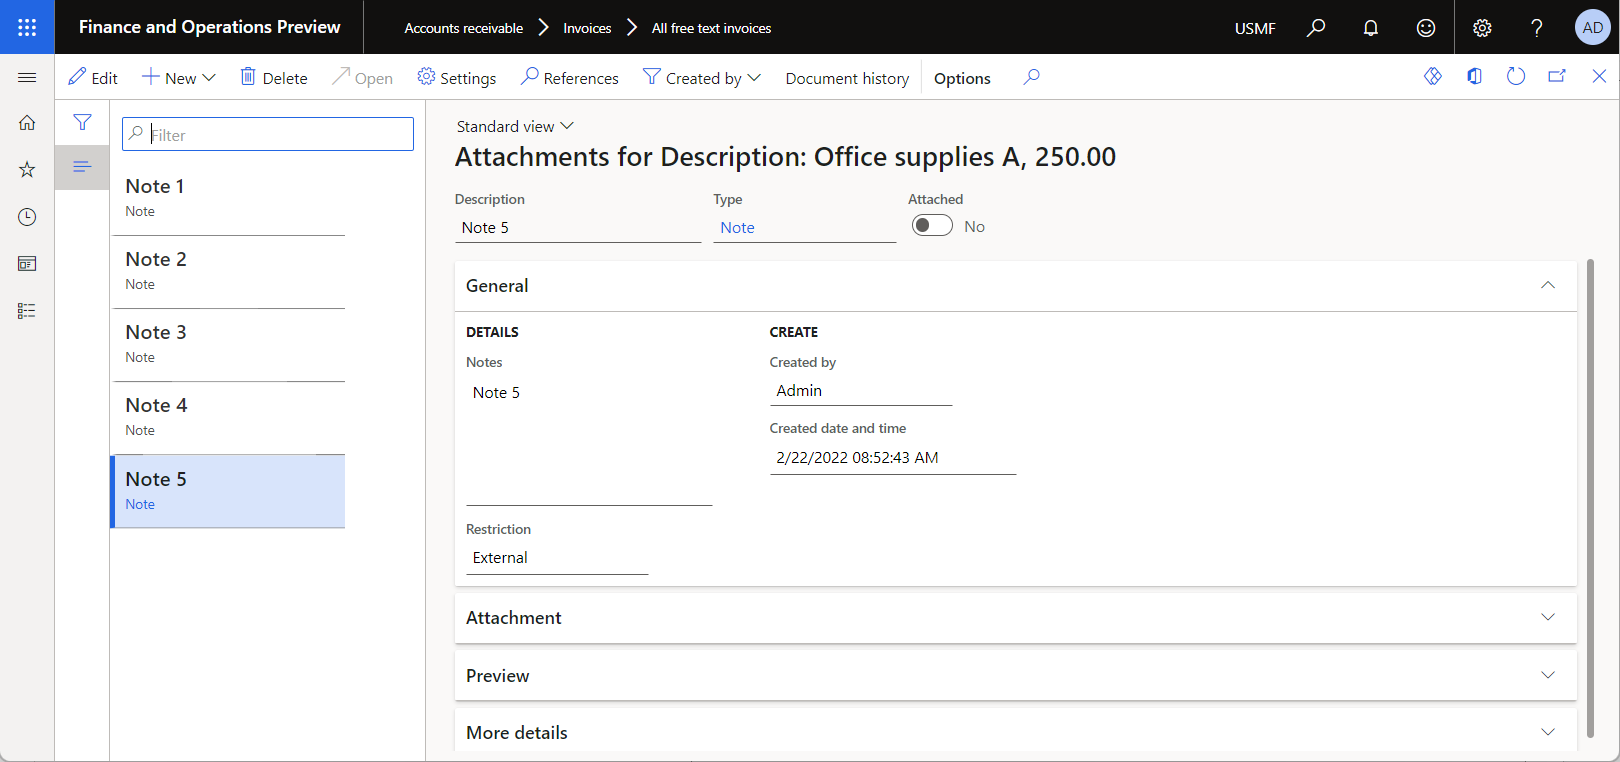 Finance and Operations Preview
Accounts receivable Invoices All free text invoices
USMF
AD
Edit New Delete Open Settings References Created by Document history Options
Filter
Note 1
Note
Note 2
Note
Note 3
Note
Note 4
Note
Note 5
Note
Standard view
Attachments for Description: Office supplies A, 250.00
Description Type Attached
Note 5 Note No
General
DETAILS CREATE
Notes Created by
Note 5 Admin
Created date and time
2/22/2022 08:52:43 AM
Restriction
External
Attachment
Preview
More details